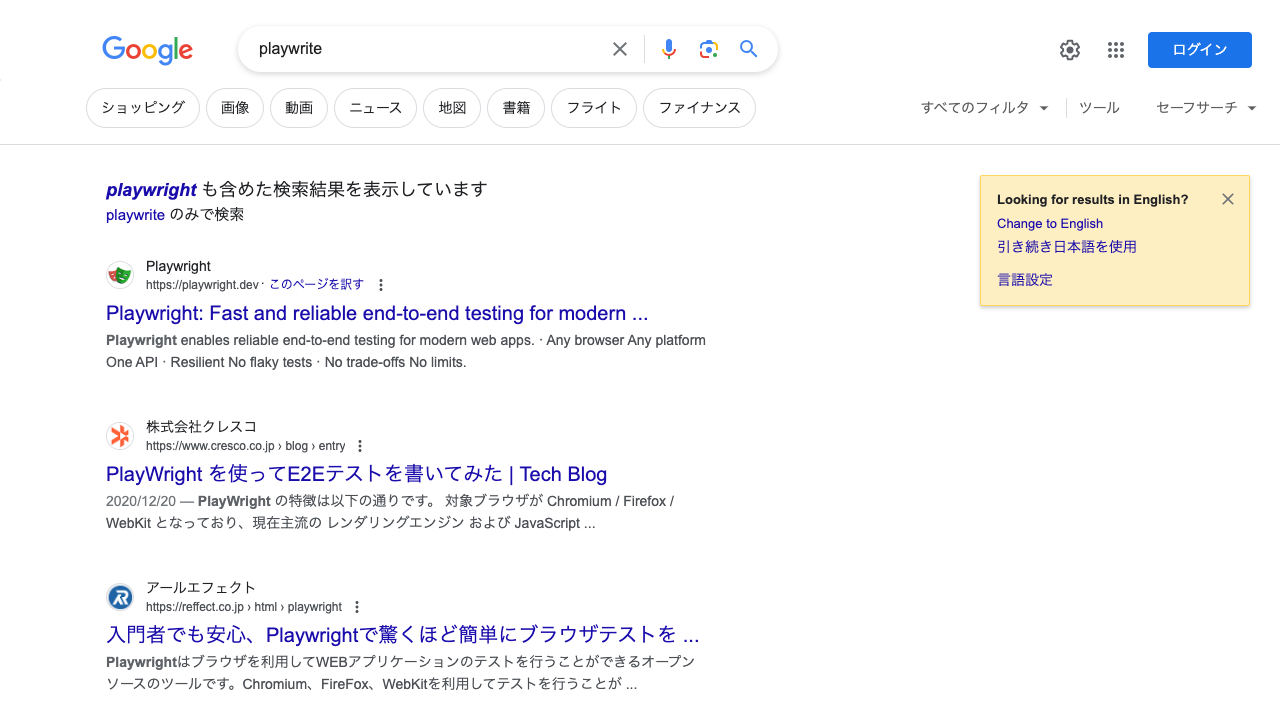 Google
playwrite
ログイン
ショッピング 画像 動画 ニュース 地図 書籍 フライト ファイナンス すべてのフィルタ ツール セーフサーチ
playwright も含めた検索結果を表示しています
playwrite のみで検索
Looking for results in English?
Change to English
引き続き日本語を使用
言語設定
Playwright
https://playwright.dev · このページを訳す
Playwright: Fast and reliable end-to-end testing for modern ...
Playwright enables reliable end-to-end testing for modern web apps. · Any browser Any platform
One API · Resilient No flaky tests · No trade-offs No limits.
株式会社クレスコ
https://www.cresco.co.jp › blog › entry
PlayWright を使ってE2Eテストを書いてみた | Tech Blog
2020/12/20 — PlayWright の特徴は以下の通りです。 対象ブラウザが Chromium / Firefox /
WebKit となっており、現在主流の レンダリングエンジン および JavaScript ...
アールエフェクト
https://reffect.co.jp › html › playwright
入門者でも安心、Playwrightで驚くほど簡単にブラウザテストを ...
Playwrightはブラウザを利用してWEBアプリケーションのテストを行うことができるオープン
ソースのツールです。Chromium、FireFox、WebKitを利用してテストを行うことが ...